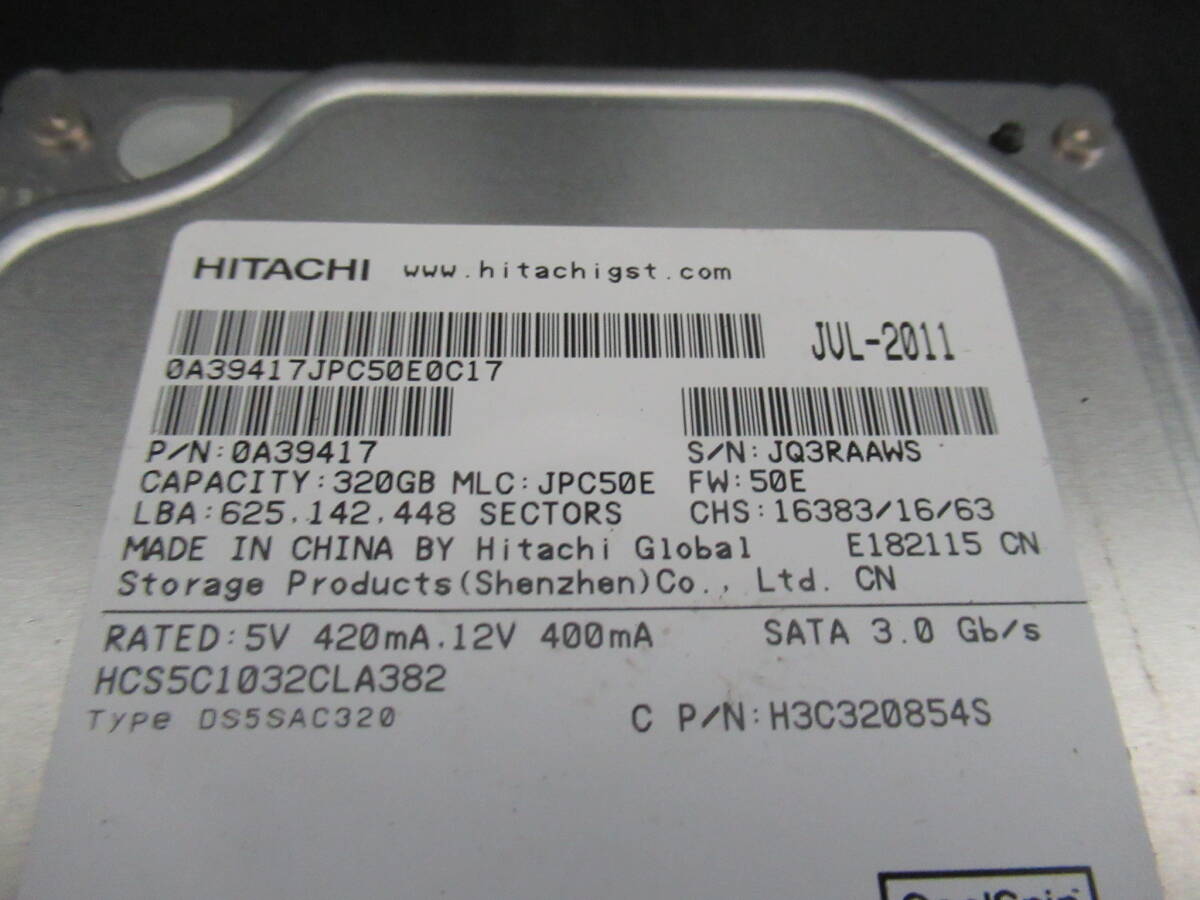 HITACHI www.hitachigst.com
JUL-2011
0A39417JPC50E0C17
P/N:0A39417 S/N:JQ3RAAWS
CAPACITY:320GB MLC:JPC50E FW:50E
LBA:625,142,448 SECTORS CHS:16383/16/63
MADE IN CHINA BY Hitachi Global E182115 CN
Storage Products(Shenzhen)Co., Ltd. CN
RATED:5V 420mA,12V 400mA SATA 3.0 Gb/s
HCS5C1032CLA382
Type DS5SAC320 C P/N:H3C320854S
CoolSpin